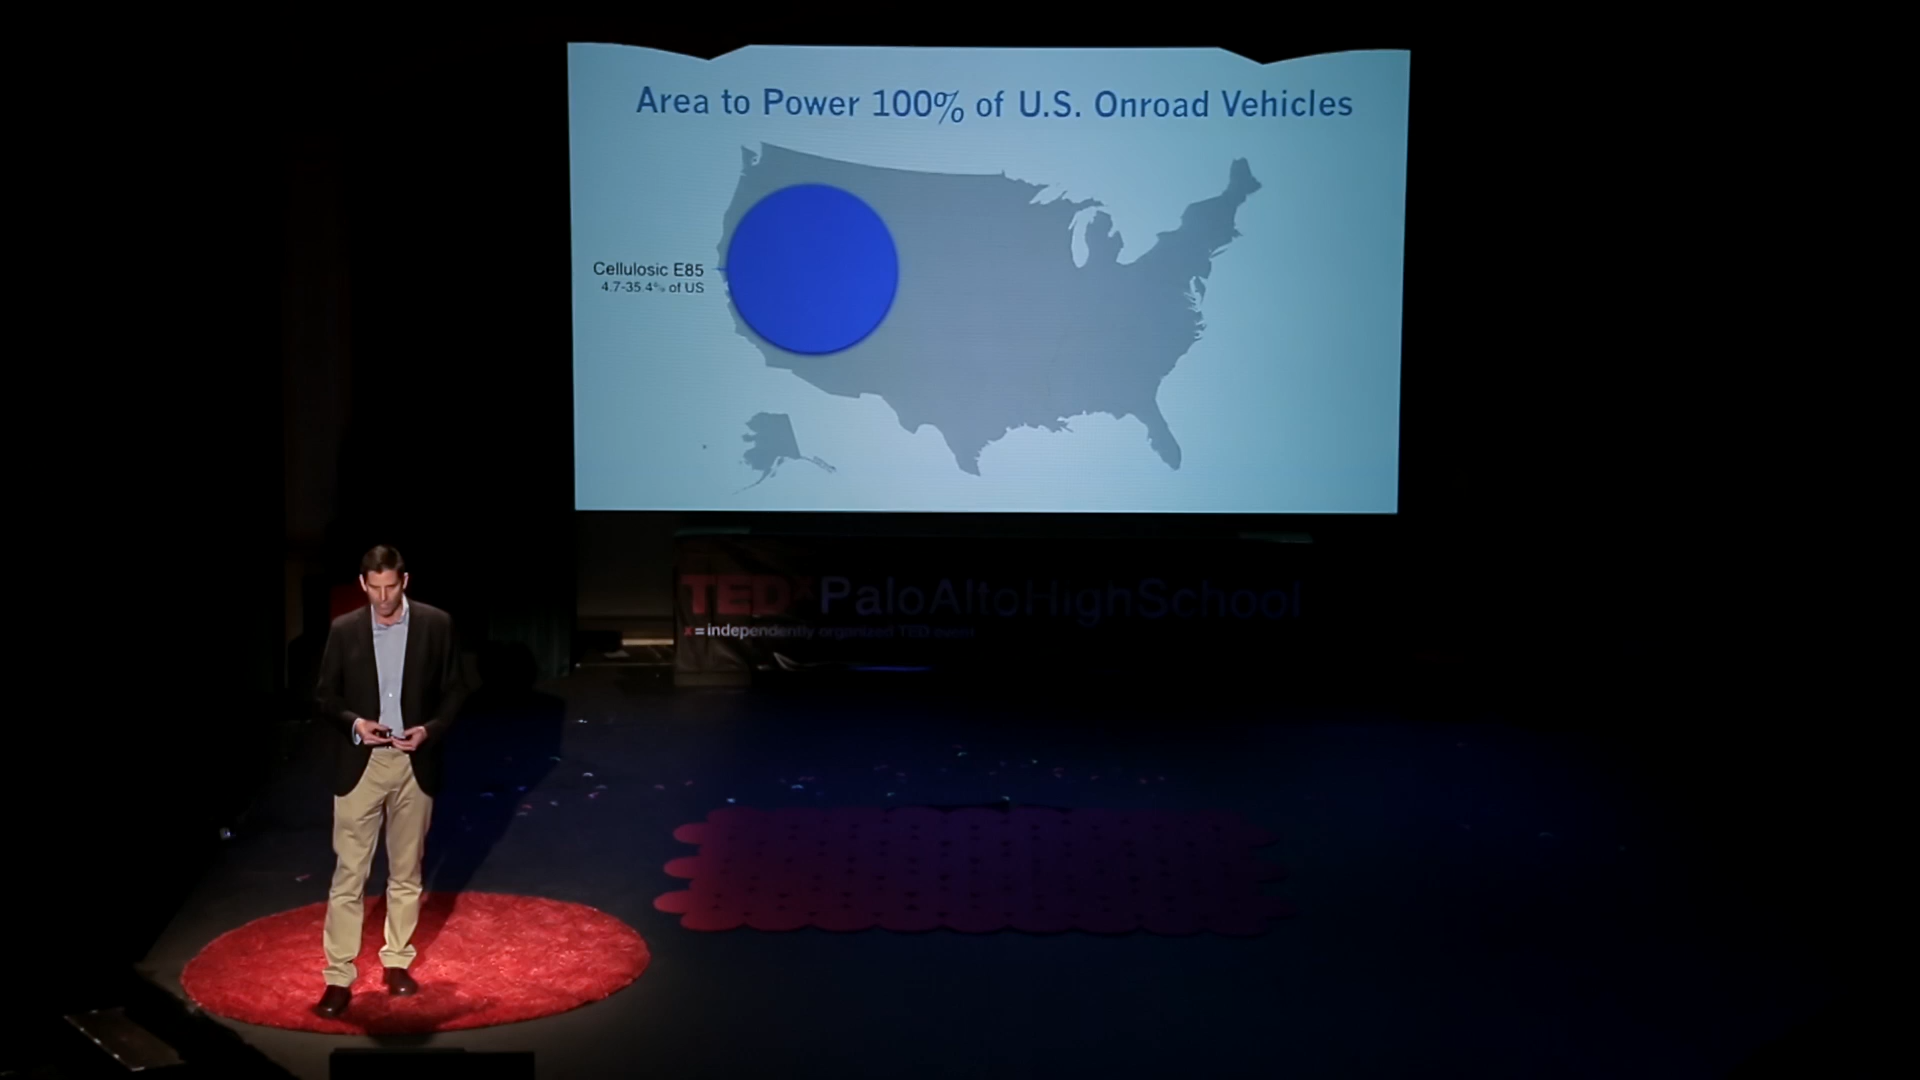 Area to Power 100% of U.S. Onroad Vehicles
Cellulosic E85
4.7-35.4% of US
TEDxPaloAltoHighSchool
x=independently organized TED event